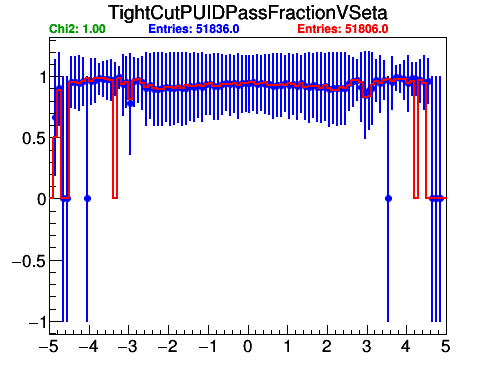 TightCutPUIDPassFractionVSeta
Chi2: 1.00 Entries: 51836.0 Entries: 51806.0
1
0.5
0
−0.5
−1
−5 −4 −3 −2 −1 0 1 2 3 4 5